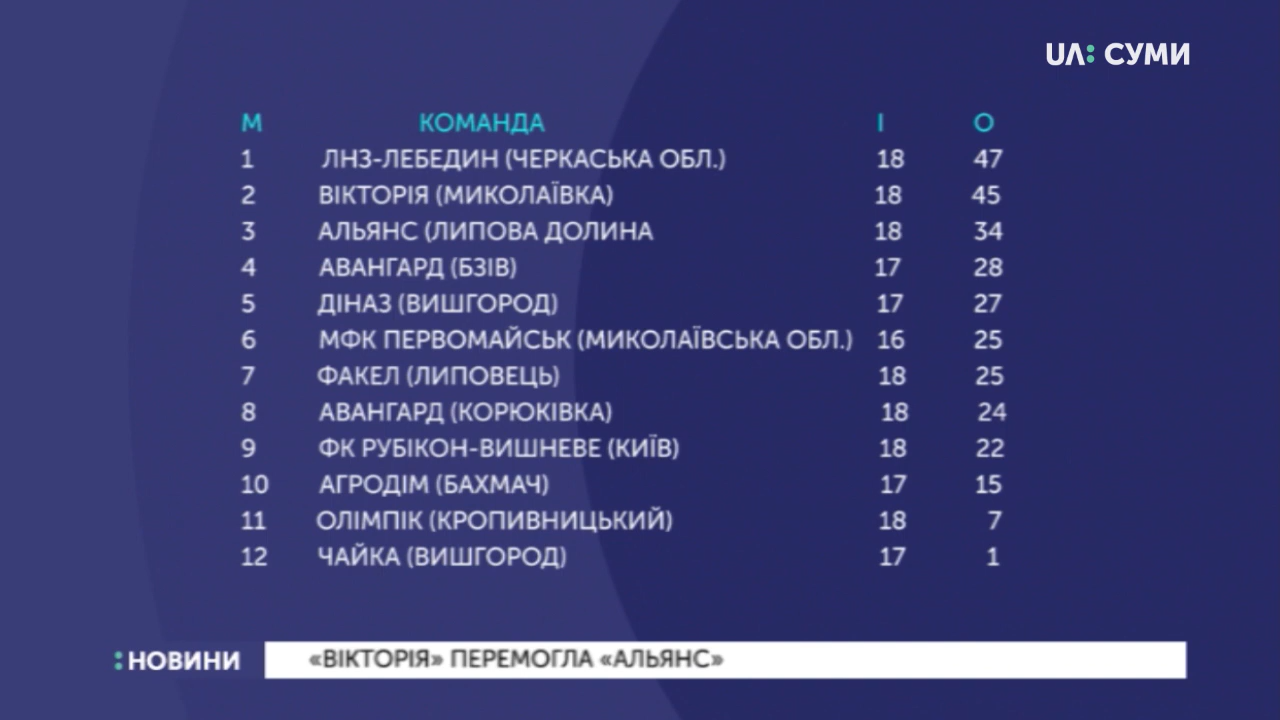 UA: СУМИ
М КОМАНДА І О
1 ЛНЗ-ЛЕБЕДИН (ЧЕРКАСЬКА ОБЛ.) 18 47
2 ВІКТОРІЯ (МИКОЛАЇВКА) 18 45
3 АЛЬЯНС (ЛИПОВА ДОЛИНА 18 34
4 АВАНГАРД (БЗІВ) 17 28
5 ДІНАЗ (ВИШГОРОД) 17 27
6 МФК ПЕРВОМАЙСЬК (МИКОЛАЇВСЬКА ОБЛ.) 16 25
7 ФАКЕЛ (ЛИПОВЕЦЬ) 18 25
8 АВАНГАРД (КОРЮКІВКА) 18 24
9 ФК РУБІКОН-ВИШНЕВЕ (КИЇВ) 18 22
10 АГРОДІМ (БАХМАЧ) 17 15
11 ОЛІМПІК (КРОПИВНИЦЬКИЙ) 18 7
12 ЧАЙКА (ВИШГОРОД) 17 1
:НОВИНИ «ВІКТОРІЯ» ПЕРЕМОГЛА «АЛЬЯНС»